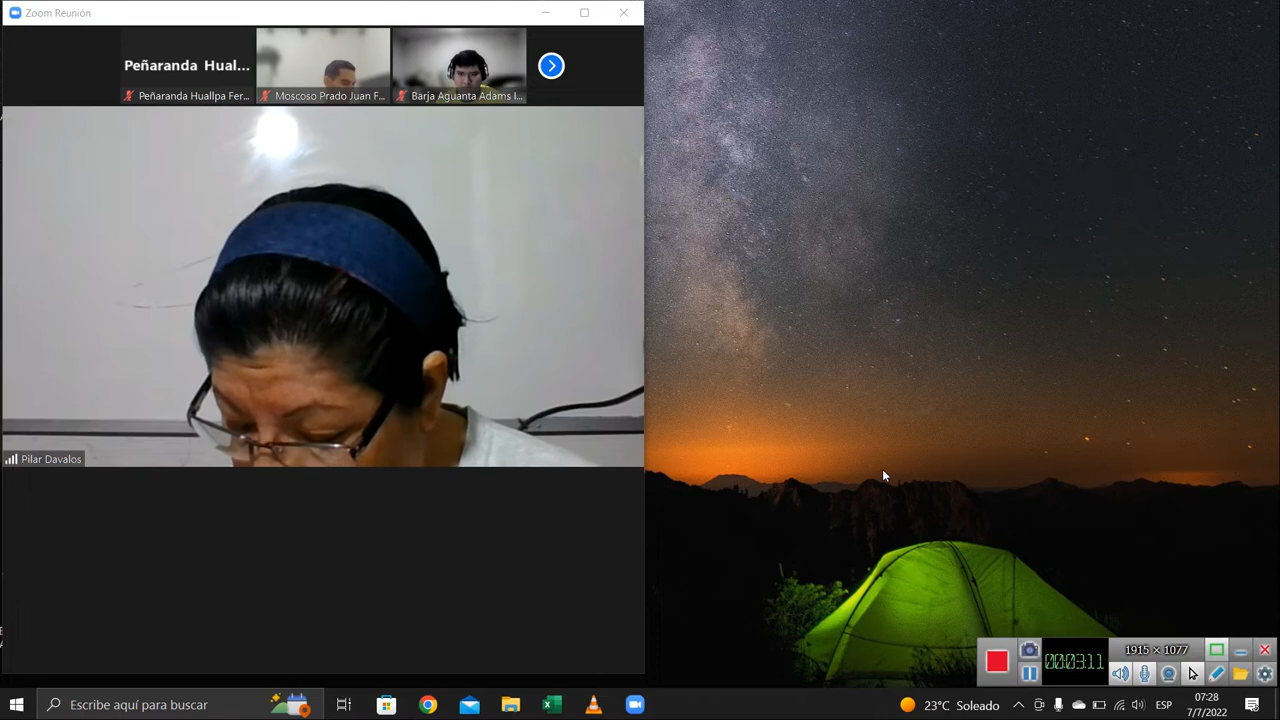 Zoom Reunión
Peñaranda Hual...
Peñaranda Huallpa Fer...
Moscoso Prado Juan F...
Barja Aguanta Adams I...
Pilar Davalos
00:03:11
1915 × 1077
Escribe aquí para buscar
23°C Soleado
ESP
07:28
7/7/2022